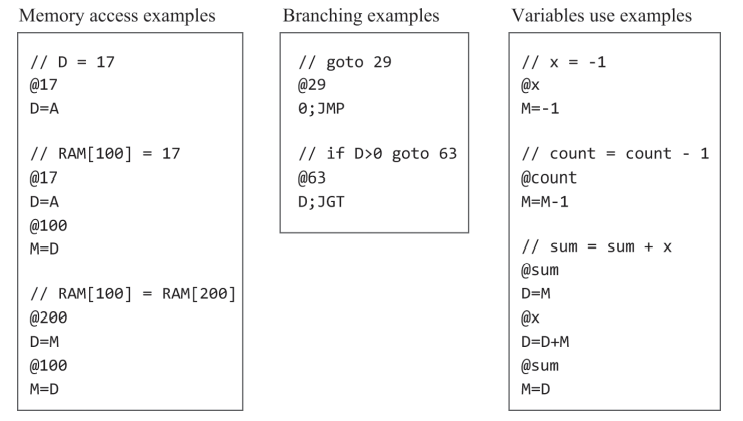 Memory access examples
// D = 17
@17
D=A
// RAM[100] = 17
@17
D=A
@100
M=D
// RAM[100] = RAM[200]
@200
D=M
@100
M=D
Branching examples
// goto 29
@29
0;JMP
// if D>0 goto 63
@63
D;JGT
Variables use examples
// x = -1
@x
M=-1
// count = count - 1
@count
M=M-1
// sum = sum + x
@sum
D=M
@x
D=D+M
@sum
M=D